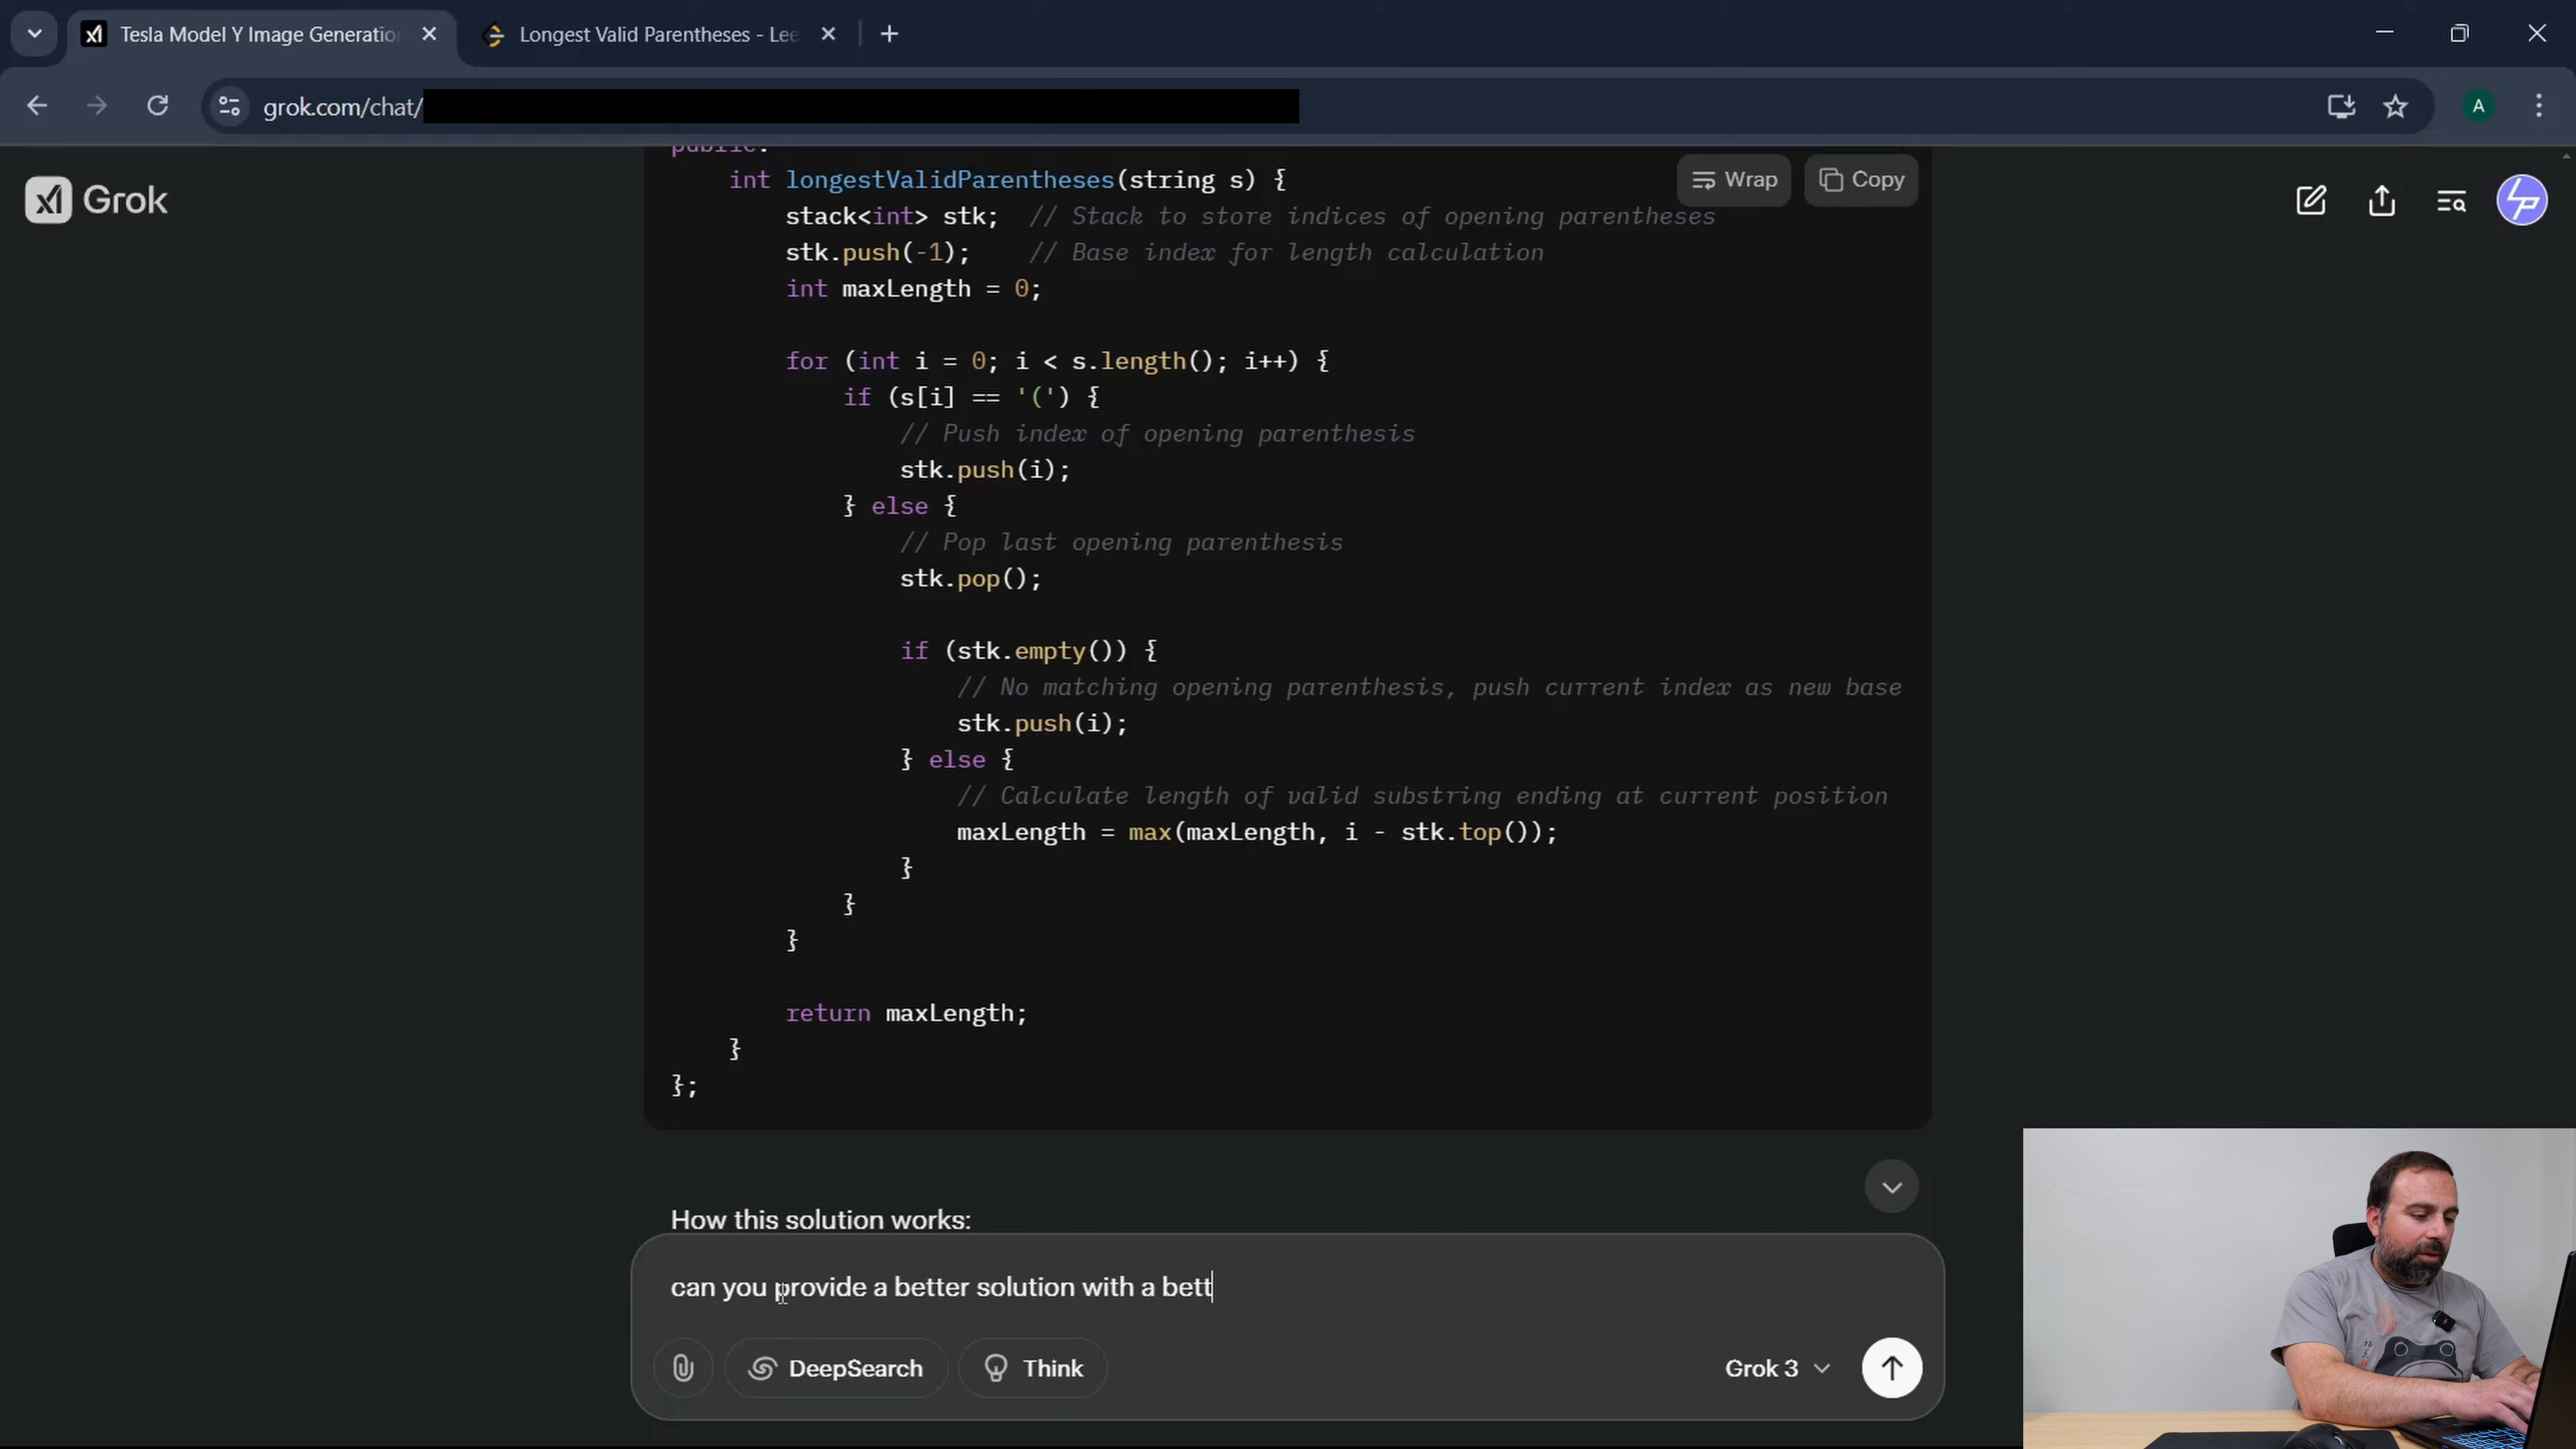 Tesla Model Y Image Generatio
Longest Valid Parentheses - Lee
grok.com/chat/
A
Grok
public:
Wrap
Copy
int longestValidParentheses(string s) {
stack<int> stk;  // Stack to store indices of opening parentheses
stk.push(-1);    // Base index for length calculation
int maxLength = 0;
for (int i = 0; i < s.length(); i++) {
if (s[i] == '(') {
// Push index of opening parenthesis
stk.push(i);
} else {
// Pop last opening parenthesis
stk.pop();
if (stk.empty()) {
// No matching opening parenthesis, push current index as new base
stk.push(i);
} else {
// Calculate length of valid substring ending at current position
maxLength = max(maxLength, i - stk.top());
}
}
}
return maxLength;
}
};
How this solution works:
can you provide a better solution with a bett
DeepSearch
Think
Grok 3